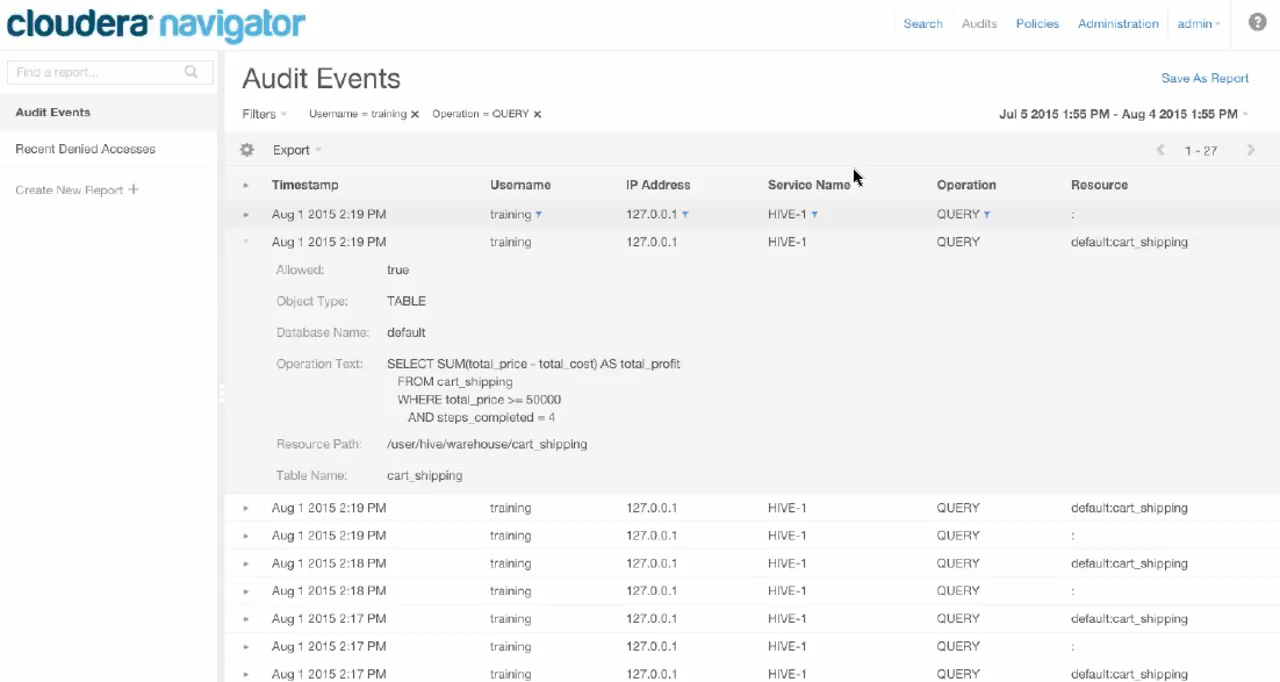 cloudera navigator
Search Audits Policies Administration admin ?
Find a report...
Audit Events
Recent Denied Accesses
Create New Report +
Audit Events
Save As Report
Filters Username = training × Operation = QUERY ×
Jul 5 2015 1:55 PM - Aug 4 2015 1:55 PM
Export
1 - 27
Timestamp Username IP Address Service Name Operation Resource
Aug 1 2015 2:19 PM training 127.0.0.1 HIVE-1 QUERY :
Aug 1 2015 2:19 PM training 127.0.0.1 HIVE-1 QUERY default:cart_shipping
Allowed: true
Object Type: TABLE
Database Name: default
Operation Text: SELECT SUM(total_price - total_cost) AS total_profit
FROM cart_shipping
WHERE total_price >= 50000
AND steps_completed = 4
Resource Path: /user/hive/warehouse/cart_shipping
Table Name: cart_shipping
Aug 1 2015 2:19 PM training 127.0.0.1 HIVE-1 QUERY default:cart_shipping
Aug 1 2015 2:19 PM training 127.0.0.1 HIVE-1 QUERY :
Aug 1 2015 2:18 PM training 127.0.0.1 HIVE-1 QUERY default:cart_shipping
Aug 1 2015 2:18 PM training 127.0.0.1 HIVE-1 QUERY :
Aug 1 2015 2:17 PM training 127.0.0.1 HIVE-1 QUERY default:cart_shipping
Aug 1 2015 2:17 PM training 127.0.0.1 HIVE-1 QUERY :
Aug 1 2015 2:17 PM training 127.0.0.1 HIVE-1 QUERY default:cart_shipping